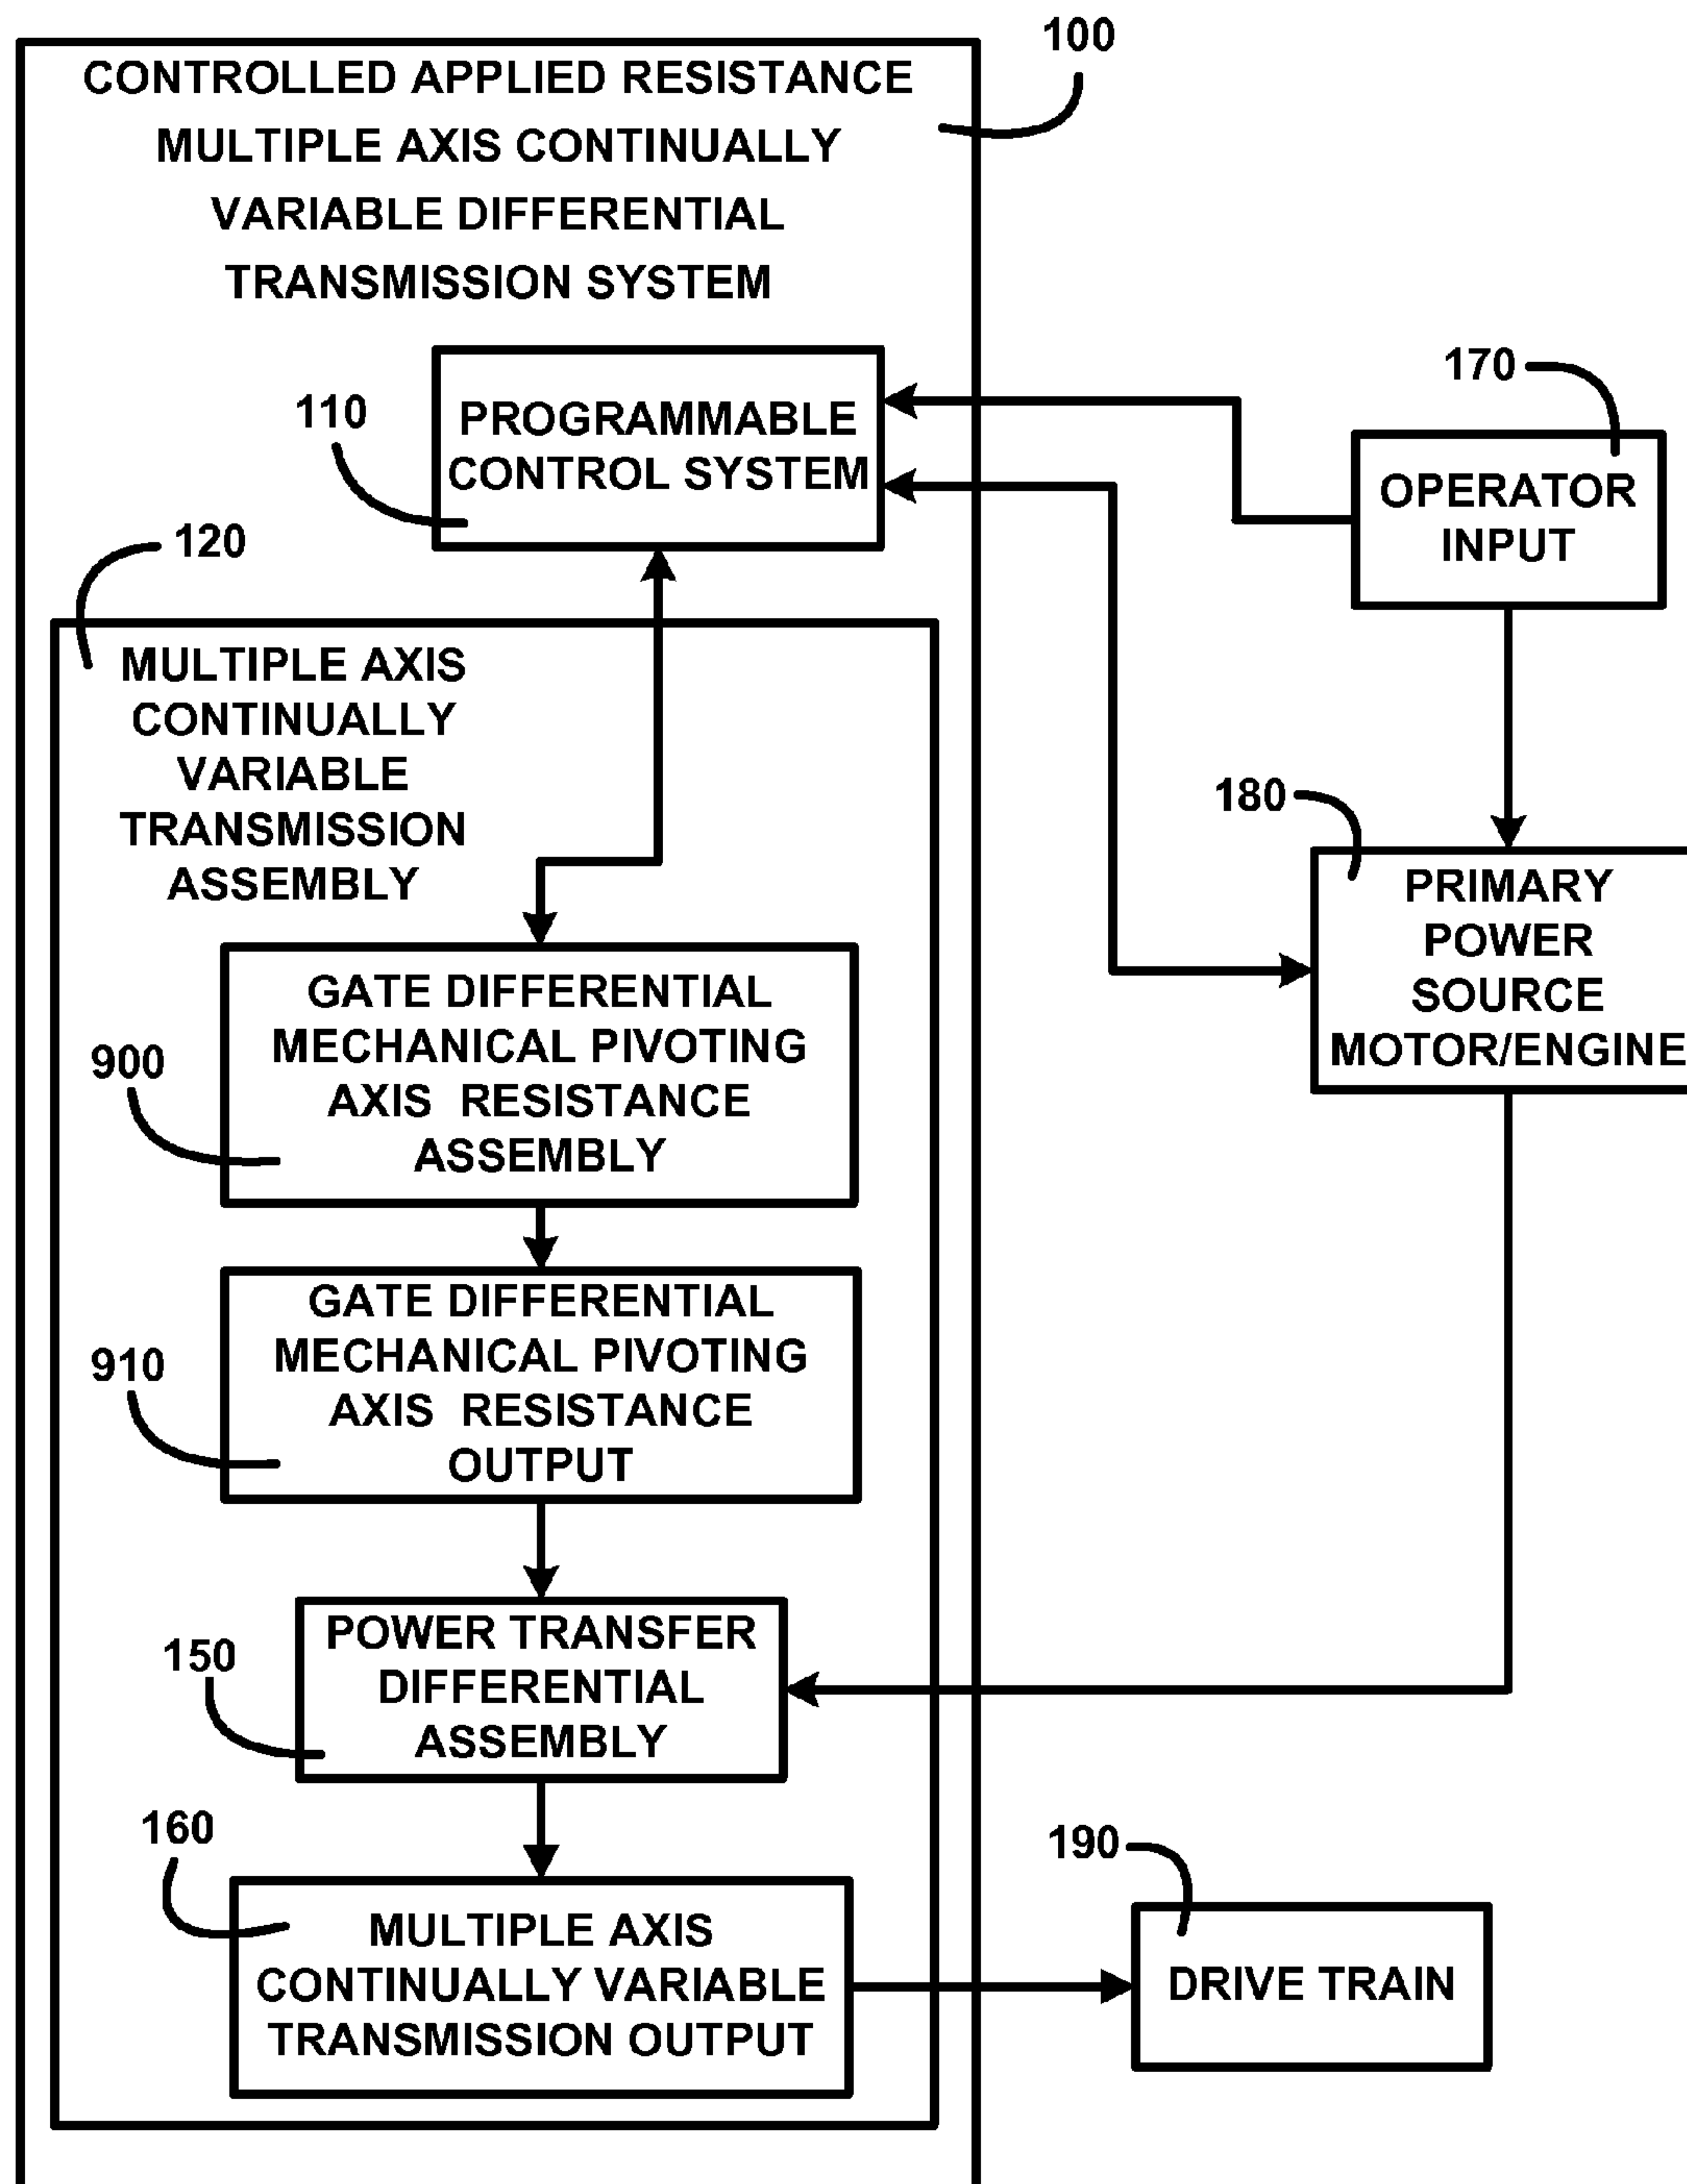 100
CONTROLLED APPLIED RESISTANCE
MULTIPLE AXIS CONTINUALLY
VARIABLE DIFFERENTIAL
TRANSMISSION SYSTEM
110
PROGRAMMABLE
CONTROL SYSTEM
170
OPERATOR
INPUT
120
MULTIPLE AXIS
CONTINUALLY
VARIABLE
TRANSMISSION
ASSEMBLY
180
PRIMARY
POWER
SOURCE
MOTOR/ENGINE
900
GATE DIFFERENTIAL
MECHANICAL PIVOTING
AXIS RESISTANCE
ASSEMBLY
910
GATE DIFFERENTIAL
MECHANICAL PIVOTING
AXIS RESISTANCE
OUTPUT
150
POWER TRANSFER
DIFFERENTIAL
ASSEMBLY
160
MULTIPLE AXIS
CONTINUALLY VARIABLE
TRANSMISSION OUTPUT
190
DRIVE TRAIN